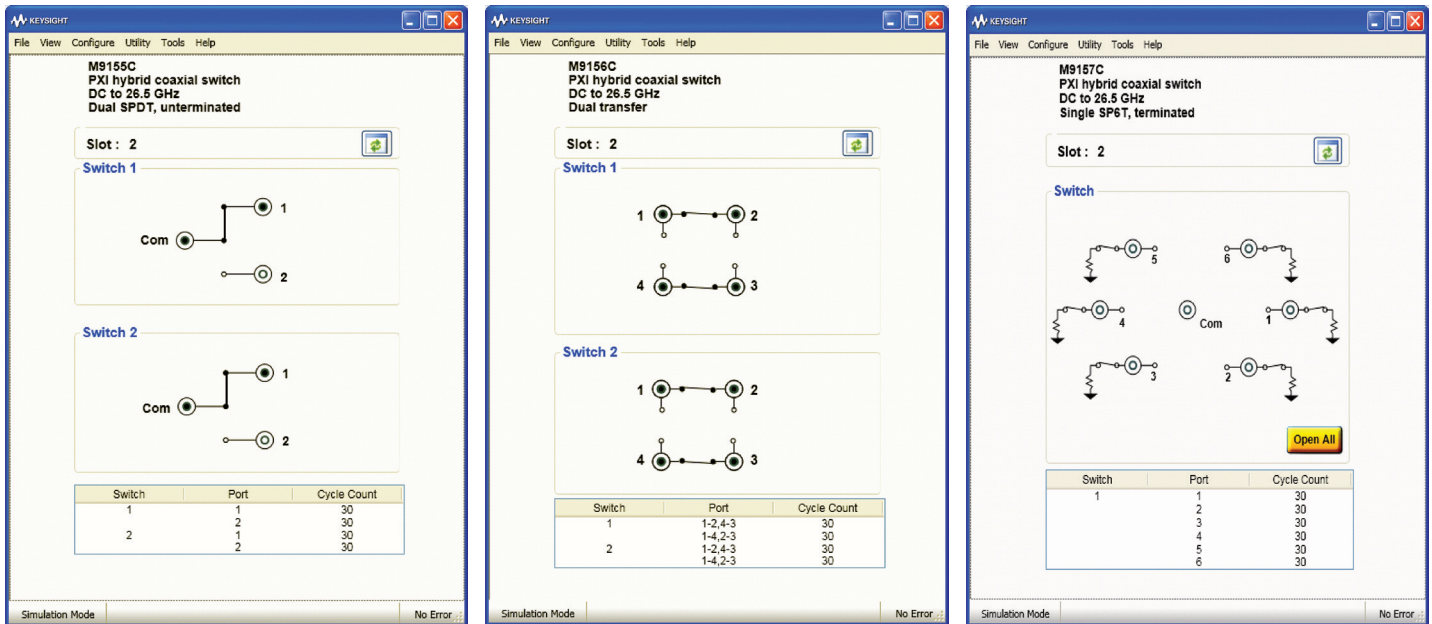 KEYSIGHT
File View Configure Utility Tools Help
M9155C
PXI hybrid coaxial switch
DC to 26.5 GHz
Dual SPDT, unterminated
Slot : 2
Switch 1
1
Com
2
Switch 2
1
Com
2
Switch Port Cycle Count
1 1 30
2 30
2 1 30
2 30
Simulation Mode No Error
KEYSIGHT
File View Configure Utility Tools Help
M9156C
PXI hybrid coaxial switch
DC to 26.5 GHz
Dual transfer
Slot : 2
Switch 1
1 2
4 3
Switch 2
1 2
4 3
Switch Port Cycle Count
1 1-2,4-3 30
1-4,2-3 30
2 1-2,4-3 30
1-4,2-3 30
Simulation Mode No Error
KEYSIGHT
File View Configure Utility Tools Help
M9157C
PXI hybrid coaxial switch
DC to 26.5 GHz
Single SP6T, terminated
Slot : 2
Switch
5 6
4 Com 1
3 2
Open All
Switch Port Cycle Count
1 1 30
2 30
3 30
4 30
5 30
6 30
Simulation Mode No Error